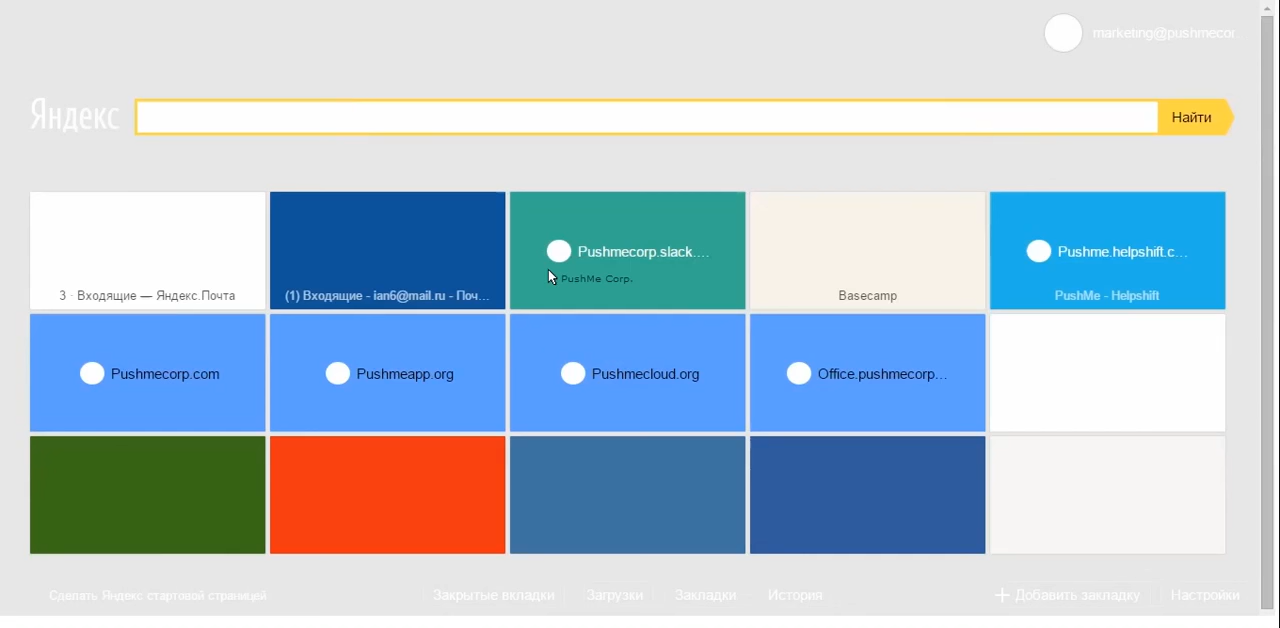 marketing@pushmecor
Яндекс
Найти
3 · Входящие — Яндекс.Почта
(1) Входящие - ian6@mail.ru - Поч...
Pushmecorp.slack....
PushMe Corp.
Basecamp
Pushme.helpshift.c...
PushMe - Helpshift
Pushmecorp.com
Pushmeapp.org
Pushmecloud.org
Office.pushmecorp...
Сделать Яндекс стартовой страницей
Закрытые вкладки
Загрузки
Закладки
История
+ Добавить закладку
Настройки